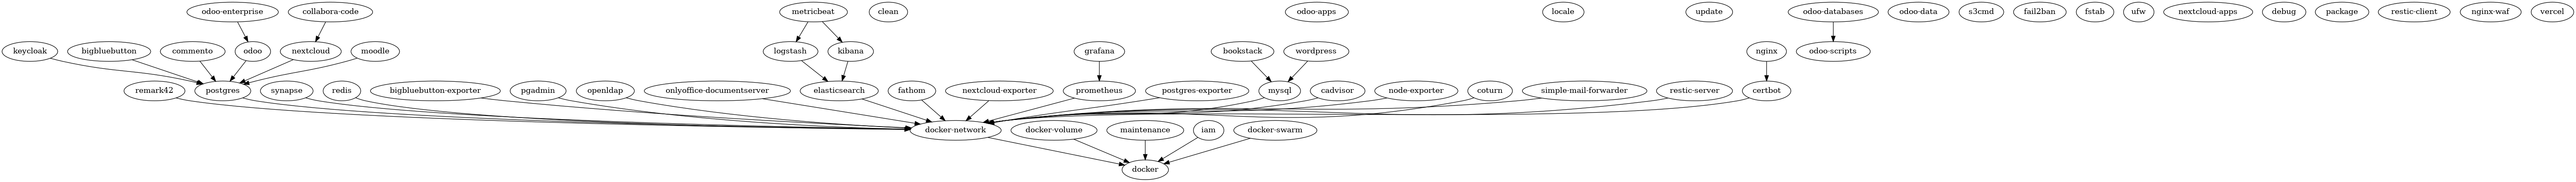 odoo-enterprise
collabora-code
metricbeat
clean
odoo-apps
locale
update
odoo-databases
odoo-data
s3cmd
fail2ban
fstab
ufw
nextcloud-apps
debug
package
restic-client
nginx-waf
vercel
keycloak
bigbluebutton
commento
odoo
nextcloud
moodle
logstash
kibana
grafana
bookstack
wordpress
nginx
odoo-scripts
remark42
postgres
synapse
redis
bigbluebutton-exporter
pgadmin
openldap
onlyoffice-documentserver
elasticsearch
fathom
nextcloud-exporter
prometheus
postgres-exporter
mysql
cadvisor
node-exporter
coturn
simple-mail-forwarder
restic-server
certbot
docker-network
docker-volume
maintenance
iam
docker-swarm
docker